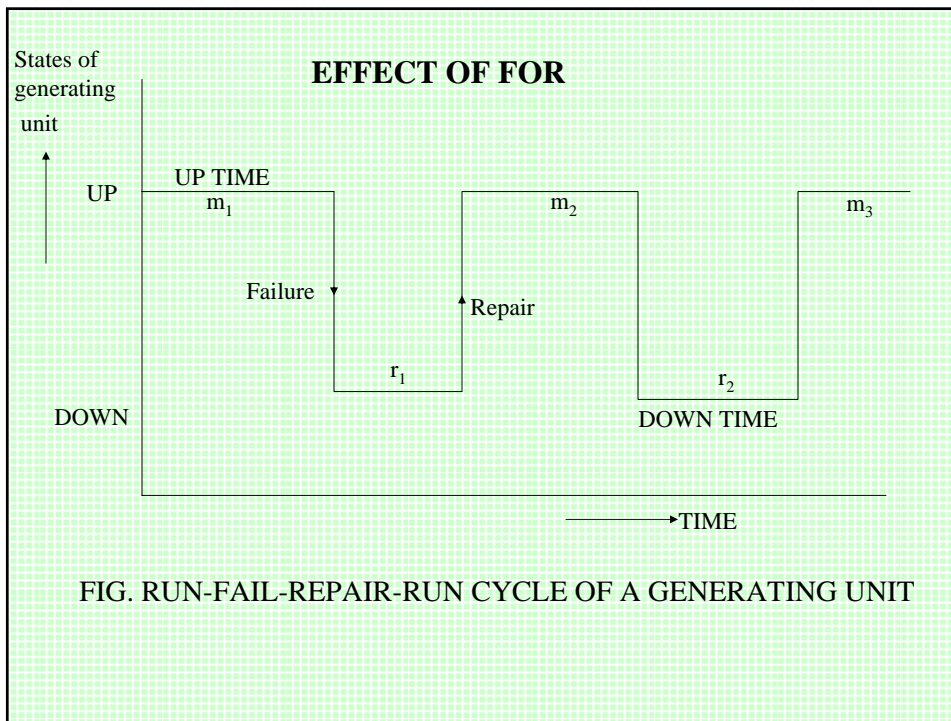 EFFECT OF FOR
States of
generating
unit
UP
UP TIME
m₁
m₂
m₃
Failure
Repair
r₁
r₂
DOWN
DOWN TIME
TIME
FIG. RUN-FAIL-REPAIR-RUN CYCLE OF A GENERATING UNIT